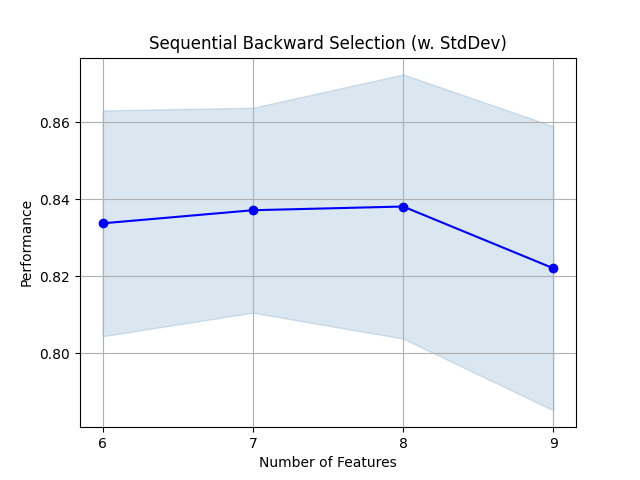 Sequential Backward Selection (w. StdDev)
0.86
0.84
0.82
0.80
Performance
6 7 8 9
Number of Features